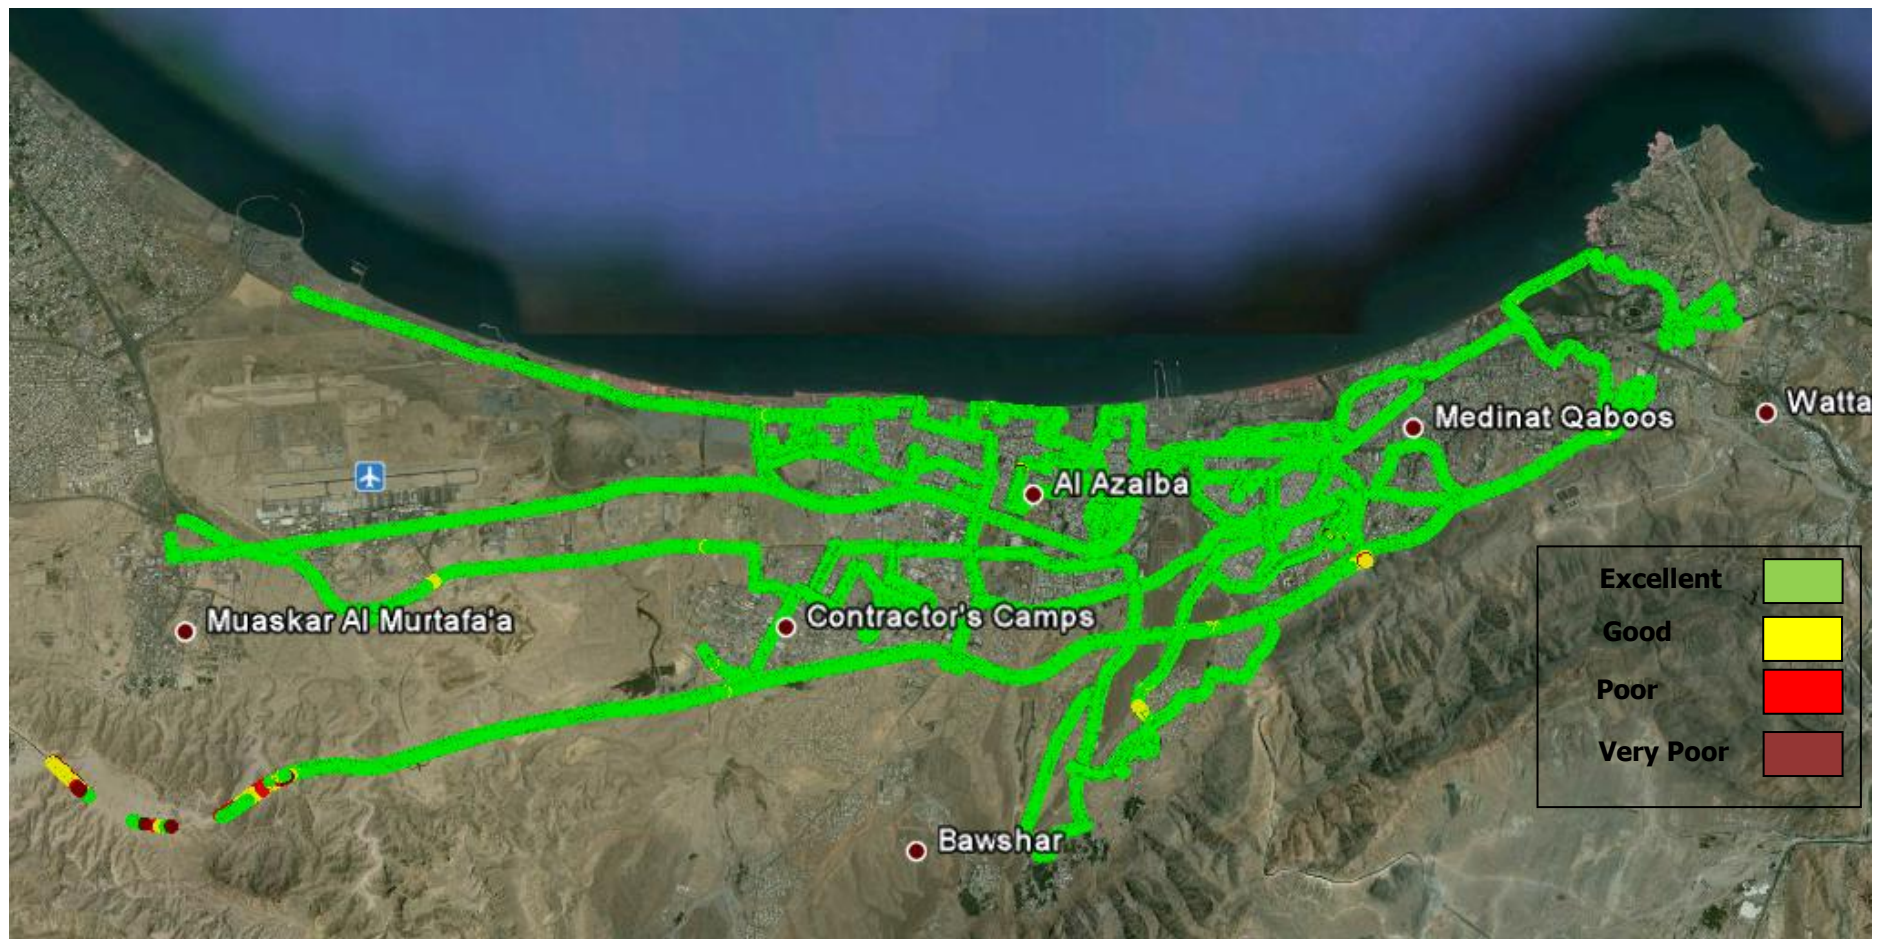 Watta
Medinat Qaboos
Al Azaiba
Excellent
Muaskar Al Murtafa'a
Contractor's Camps
Good
Poor
Very Poor
Bawshar